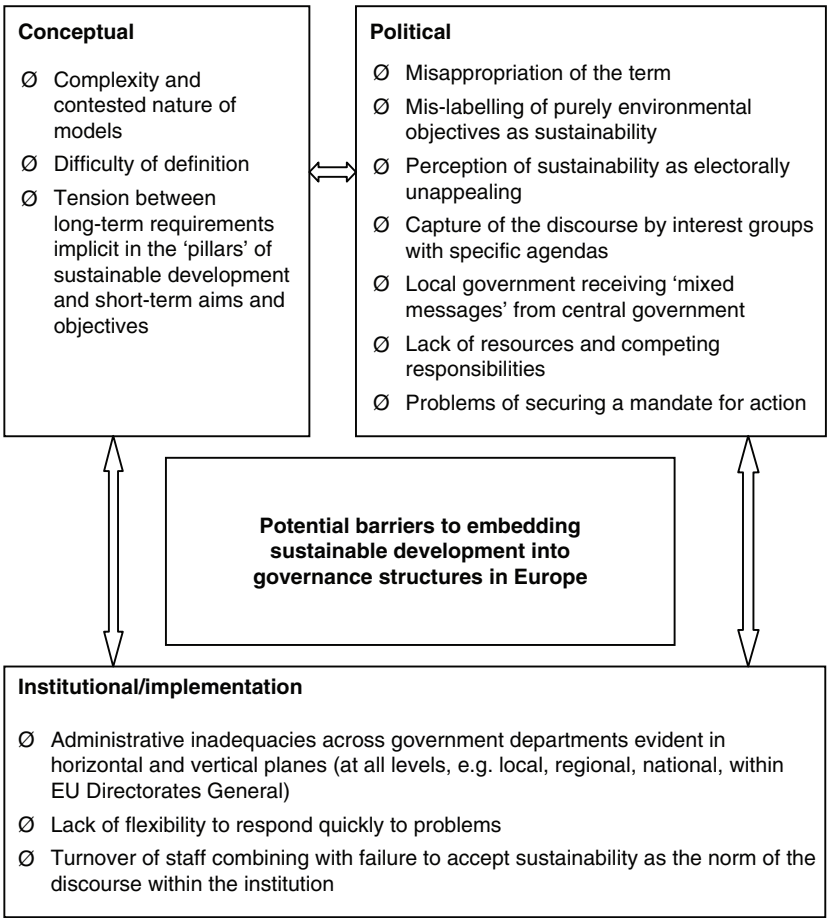 Conceptual
Ø Complexity and
contested nature of
models
Ø Difficulty of definition
Ø Tension between
long-term requirements
implicit in the ‘pillars’ of
sustainable development
and short-term aims and
objectives
Political
Ø Misappropriation of the term
Ø Mis-labelling of purely environmental
objectives as sustainability
Ø Perception of sustainability as electorally
unappealing
Ø Capture of the discourse by interest groups
with specific agendas
Ø Local government receiving ‘mixed
messages’ from central government
Ø Lack of resources and competing
responsibilities
Ø Problems of securing a mandate for action
Potential barriers to embedding
sustainable development into
governance structures in Europe
Institutional/implementation
Ø Administrative inadequacies across government departments evident in
horizontal and vertical planes (at all levels, e.g. local, regional, national, within
EU Directorates General)
Ø Lack of flexibility to respond quickly to problems
Ø Turnover of staff combining with failure to accept sustainability as the norm of the
discourse within the institution